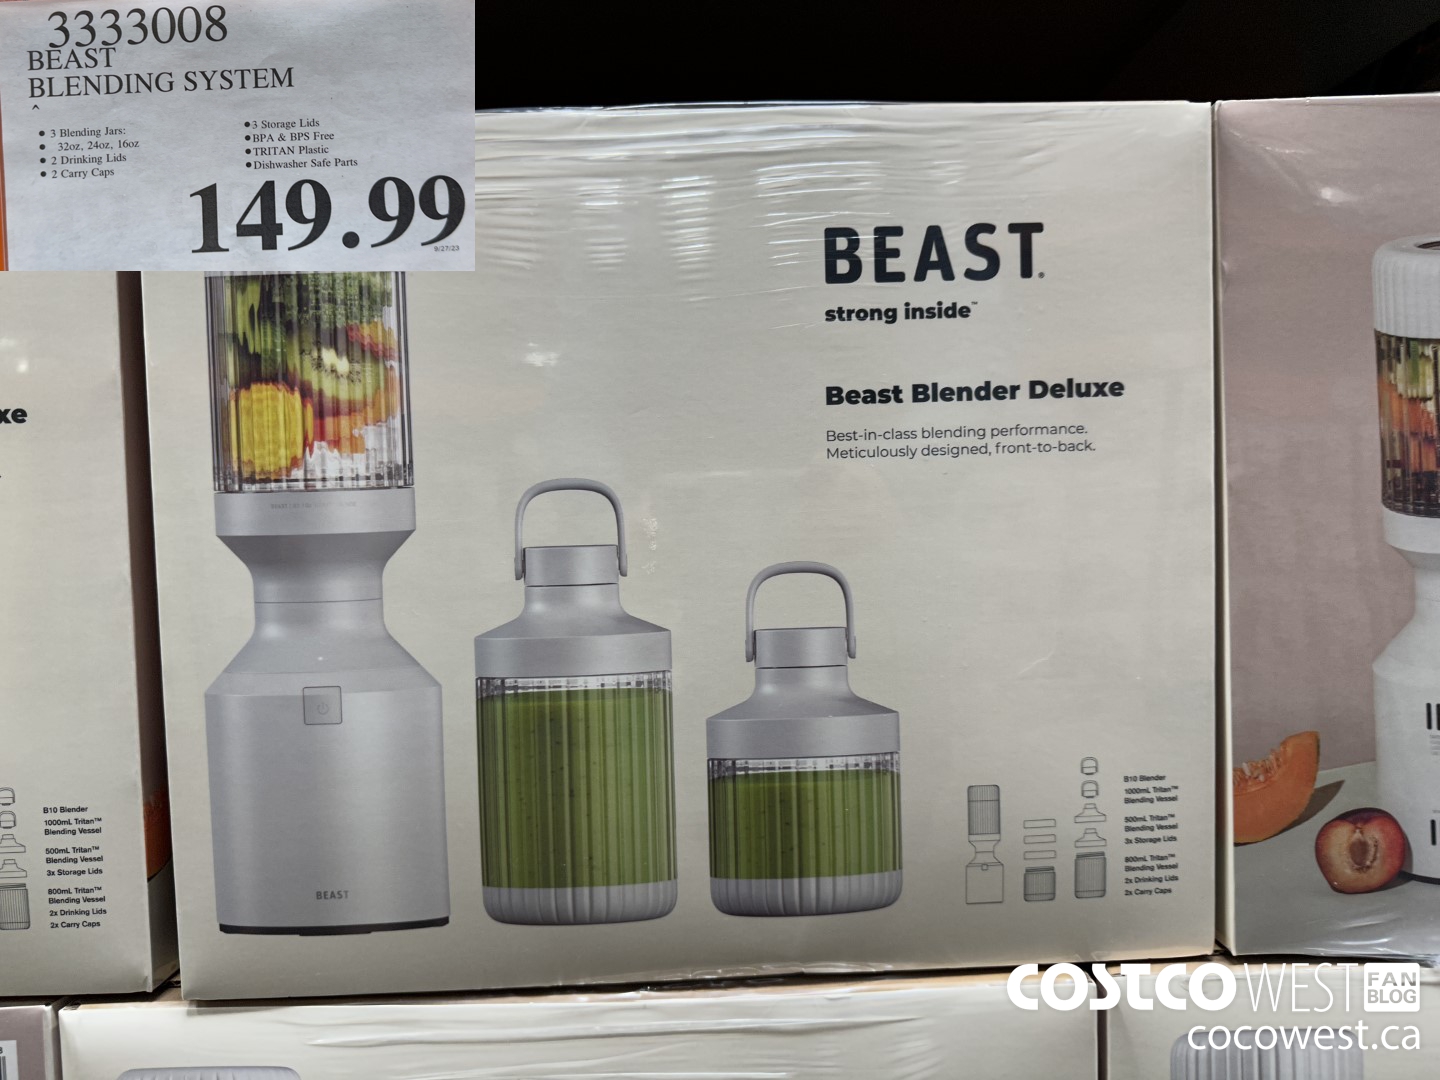 3333008
BEAST
BLENDING SYSTEM
^
• 3 Blending Jars:
• 32oz, 24oz, 16oz
• 2 Drinking Lids
• 2 Carry Caps
• 3 Storage Lids
• BPA & BPS Free
• TRITAN Plastic
• Dishwasher Safe Parts
149.99
9/27/23
BEAST®
strong inside™
Beast Blender Deluxe
Best-in-class blending performance.
Meticulously designed, front-to-back.
BEAST
B10 Blender
1000mL Tritan™
Blending Vessel
500mL Tritan™
Blending Vessel
3x Storage Lids
800mL Tritan™
Blending Vessel
2x Drinking Lids
2x Carry Caps
xe
B10 Blender
1000mL Tritan™
Blending Vessel
500mL Tritan™
Blending Vessel
3x Storage Lids
800mL Tritan™
Blending Vessel
2x Drinking Lids
2x Carry Caps
COSTCO WEST FAN
BLOG
cocowest.ca